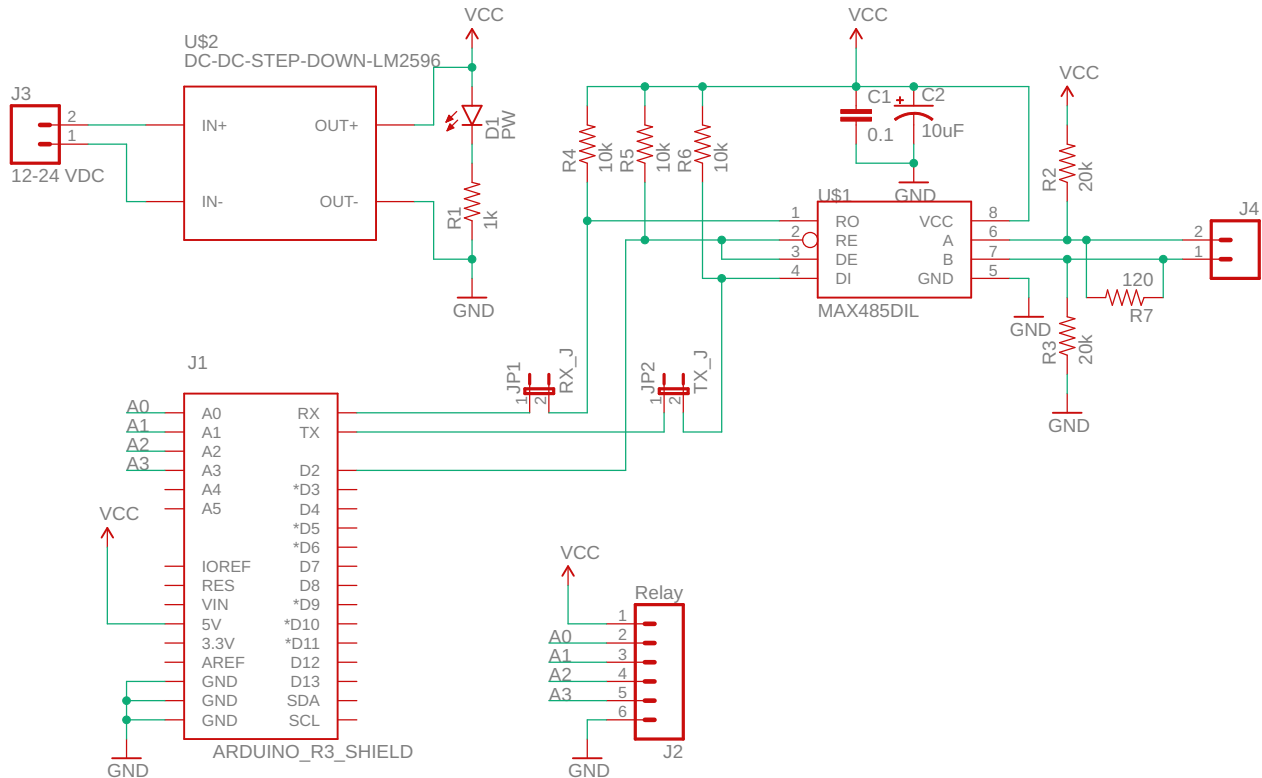 VCC
U$2
DC-DC-STEP-DOWN-LM2596
J3
2
1
12-24 VDC
IN+
IN-
OUT+
OUT-
D1
PW
R1
1k
GND
VCC
R4
10k
R5
10k
R6
10k
C1
0.1
+
C2
10uF
GND
U$1
1
2
3
4
RO
RE
DE
DI
VCC
A
B
GND
8
6
7
5
MAX485DIL
GND
VCC
R2
20k
120
R7
R3
20k
GND
J4
2
1
J1
A0
A1
A2
A3
A0
A1
A2
A3
A4
A5
IOREF
RES
VIN
5V
3.3V
AREF
GND
GND
GND
RX
TX
D2
*D3
D4
*D5
*D6
D7
D8
*D9
*D10
*D11
D12
D13
SDA
SCL
ARDUINO_R3_SHIELD
VCC
GND
JP1
1
2
RX_J
JP2
1
2
TX_J
VCC
Relay
1
2
3
4
5
6
A0
A1
A2
A3
J2
GND